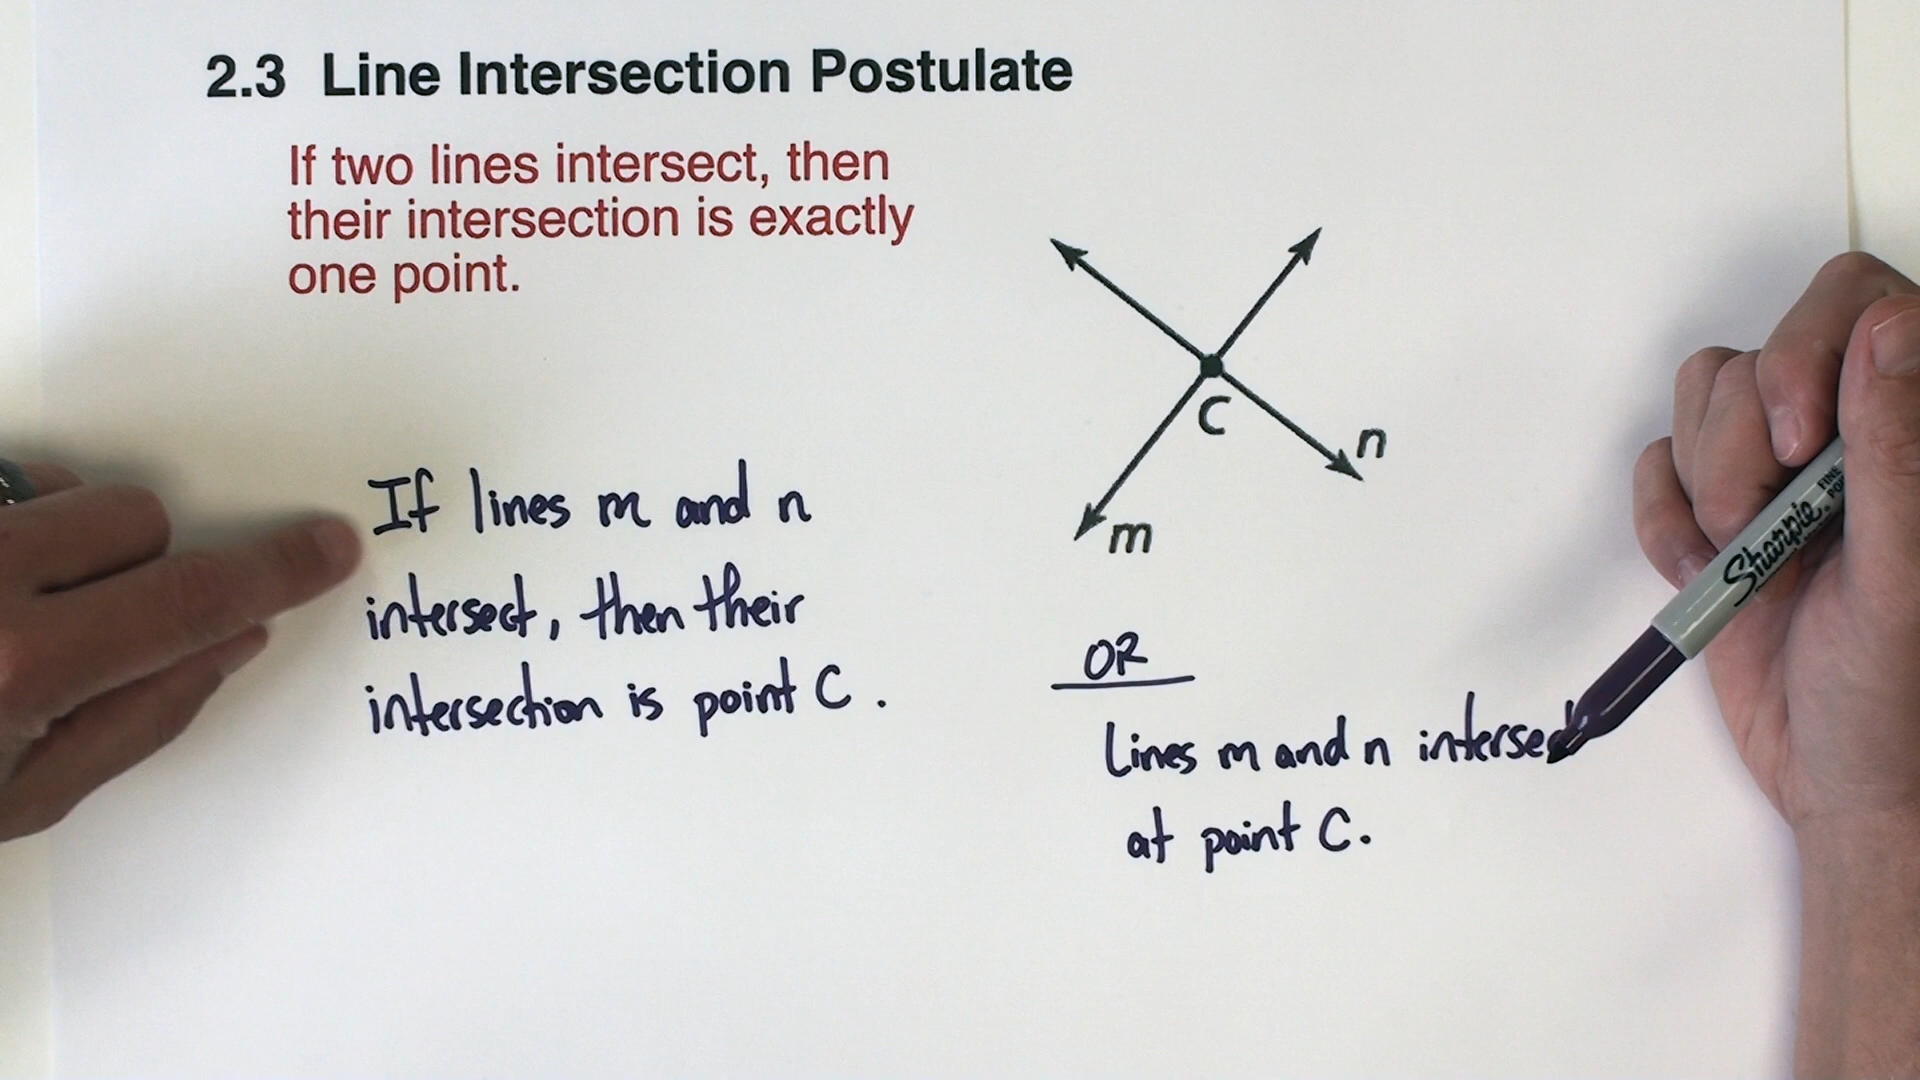 2.3 Line Intersection Postulate
If two lines intersect, then
their intersection is exactly
one point.
C
n
m
If lines m and n
intersect, then their
intersection is point C.
OR
Lines m and n
at point C.
Sharpie.
FINE